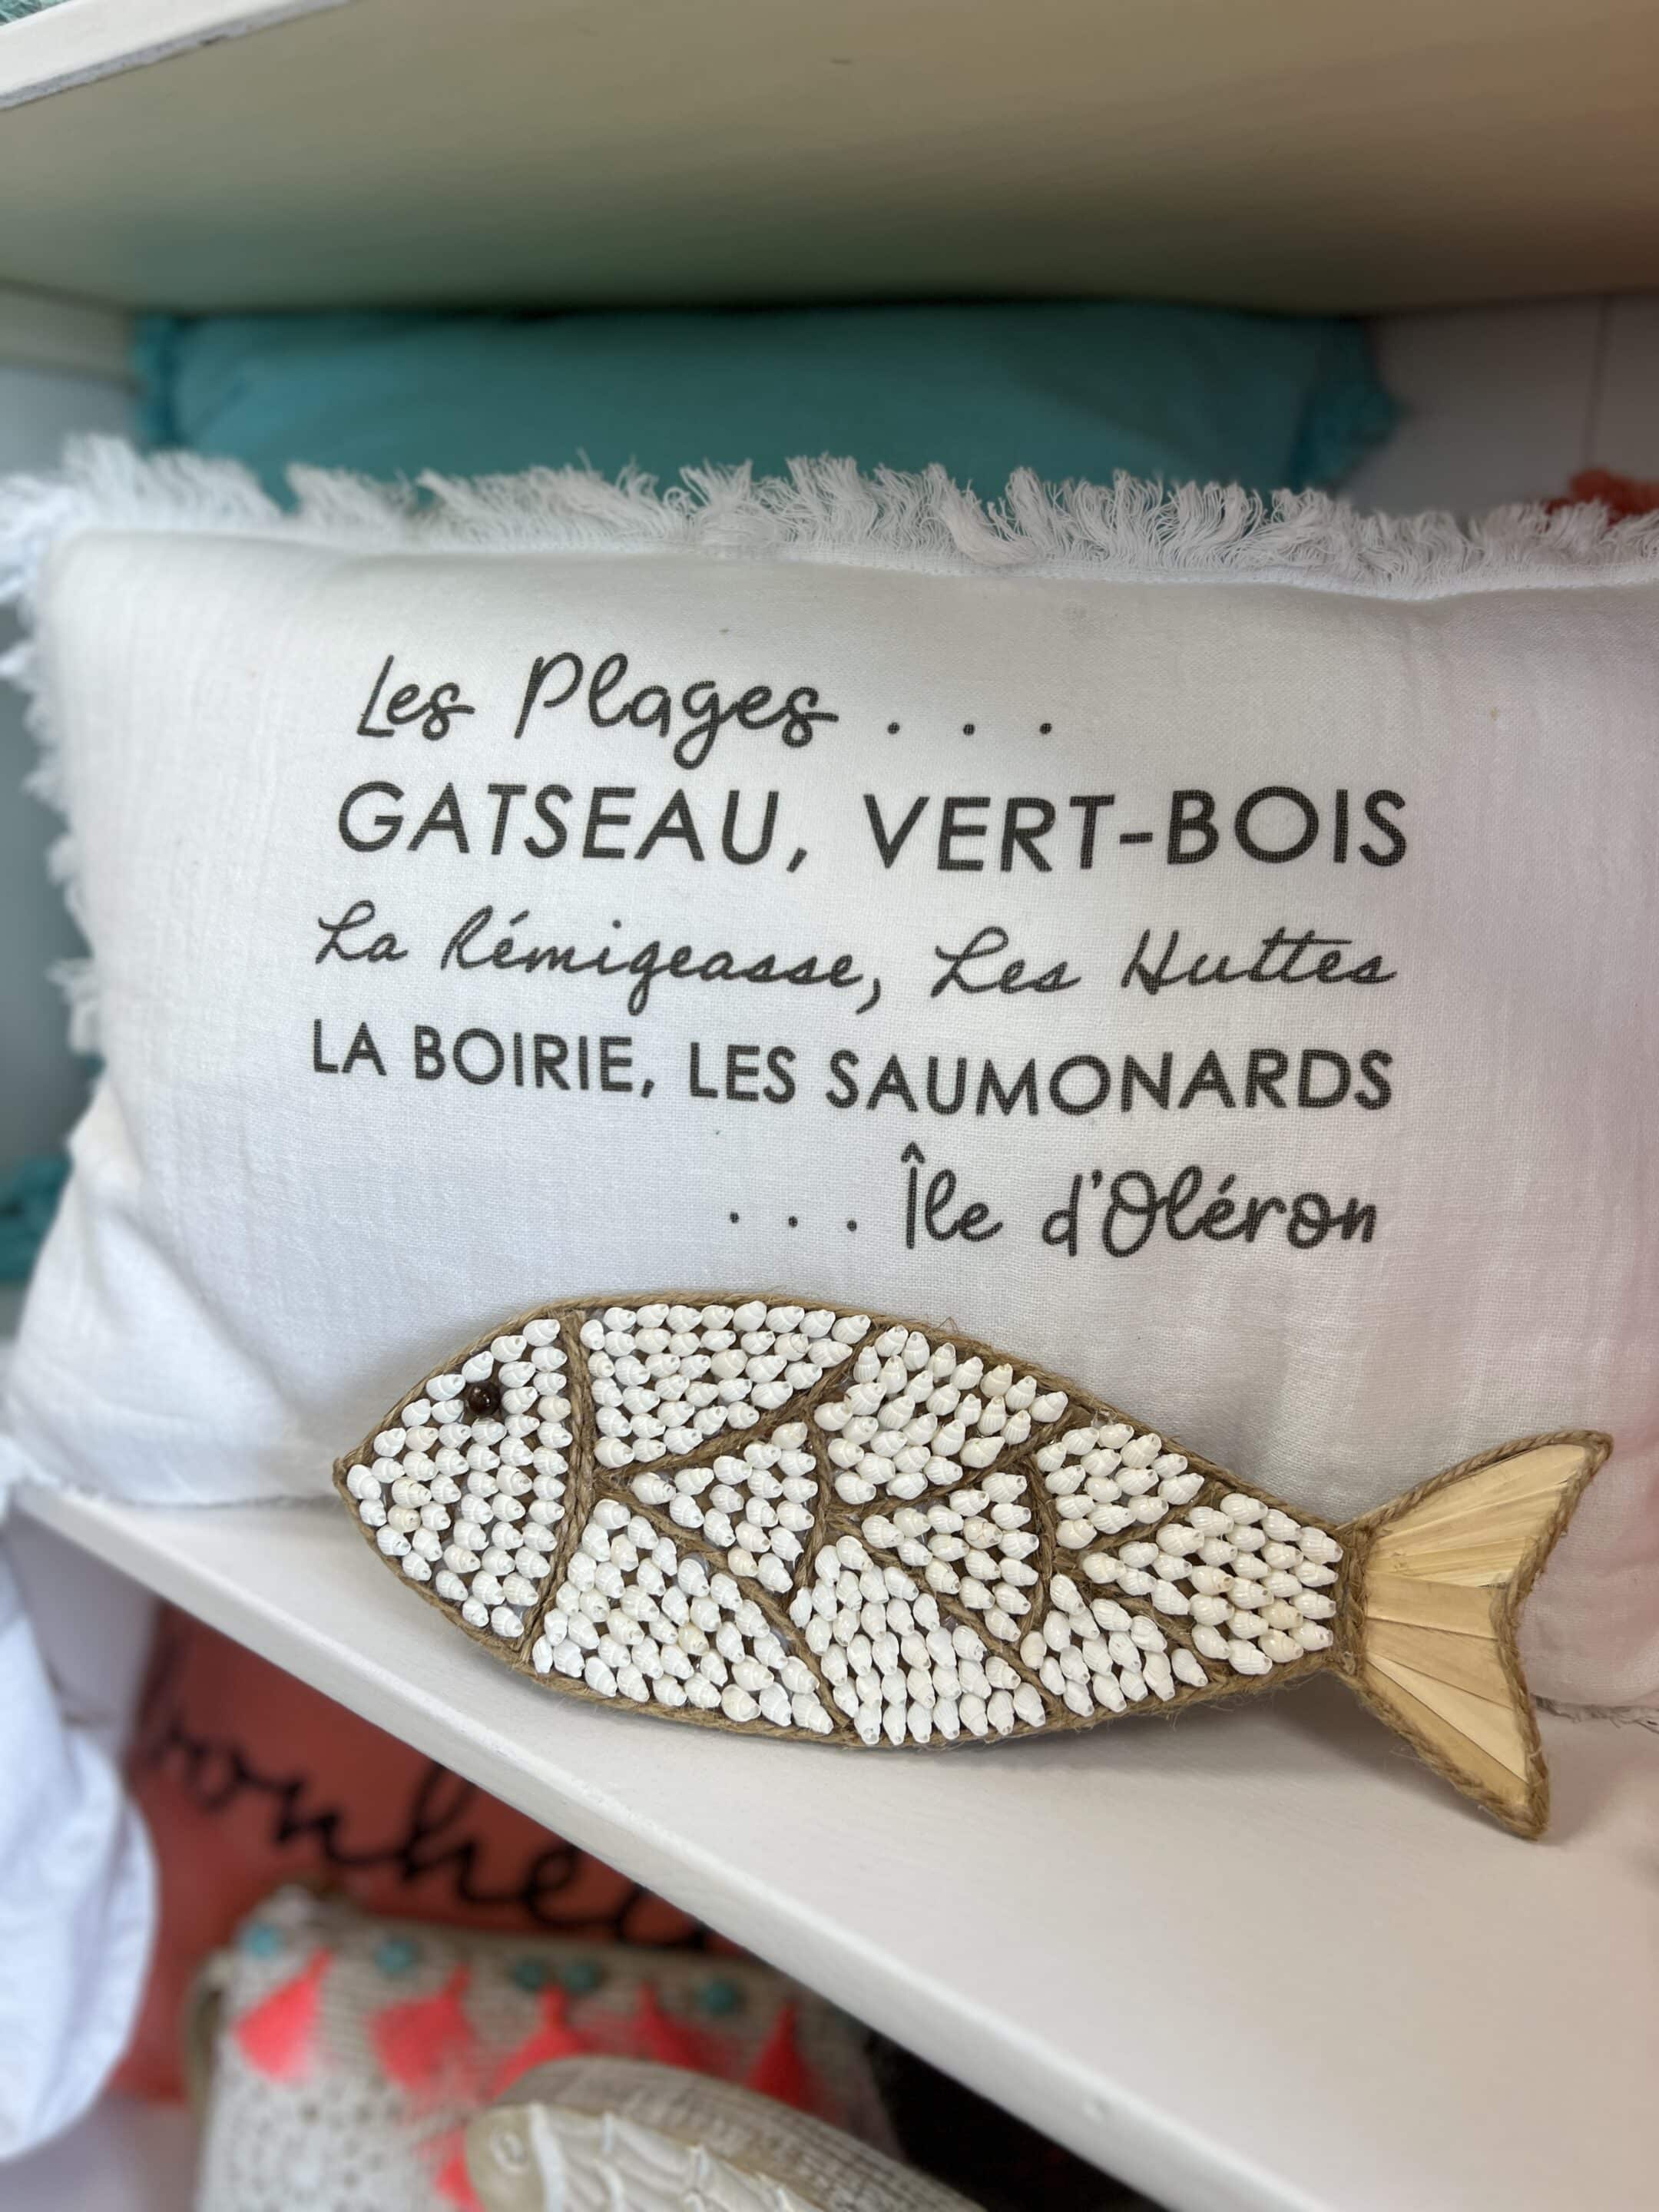 Les Plages . . .
GATSEAU, VERT-BOIS
La Rémigeasse, Les Huttes
LA BOIRIE, LES SAUMONARDS
. . . Île d'Oléron